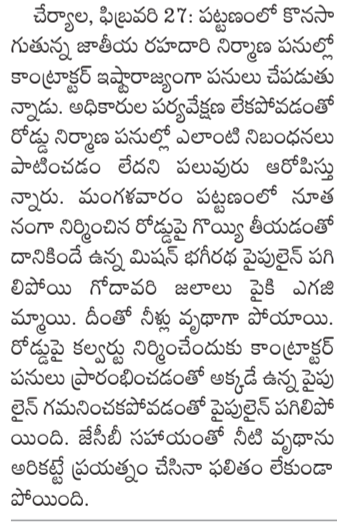 చేర్యాల, ఫిబ్రవరి 27: పట్టణంలో కొనసా
గుతున్న జాతీయ రహదారి నిర్మాణ పనుల్లో
కాంట్రాక్టర్ ఇష్టారాజ్యంగా పనులు చేపడుతు
న్నాడు. అధికారుల పర్యవేక్షణ లేకపోవడంతో
రోడ్డు నిర్మాణ పనుల్లో ఎలాంటి నిబంధనలు
పాటించడం లేదని పలువురు ఆరోపిస్తు
న్నారు. మంగళవారం పట్టణంలో నూత
నంగా నిర్మించిన రోడ్డుపై గొయ్యి తీయడంతో
దానికిందే ఉన్న మిషన్ భగీరథ పైపులైన్ పగి
లిపోయి గోదావరి జలాలు పైకి ఎగజి
మ్మాయి. దీంతో నీళ్లు వృథాగా పోయాయి.
రోడ్డుపై కల్వర్టు నిర్మించేందుకు కాంట్రాక్టర్
పనులు ప్రారంభించడంతో అక్కడే ఉన్న పైపు
లైన్ గమనించకపోవడంతో పైపులైన్ పగిలిపో
యింది. జేసీబీ సహాయంతో నీటి వృథాను
అరికట్టే ప్రయత్నం చేసినా ఫలితం లేకుండా
పోయింది.